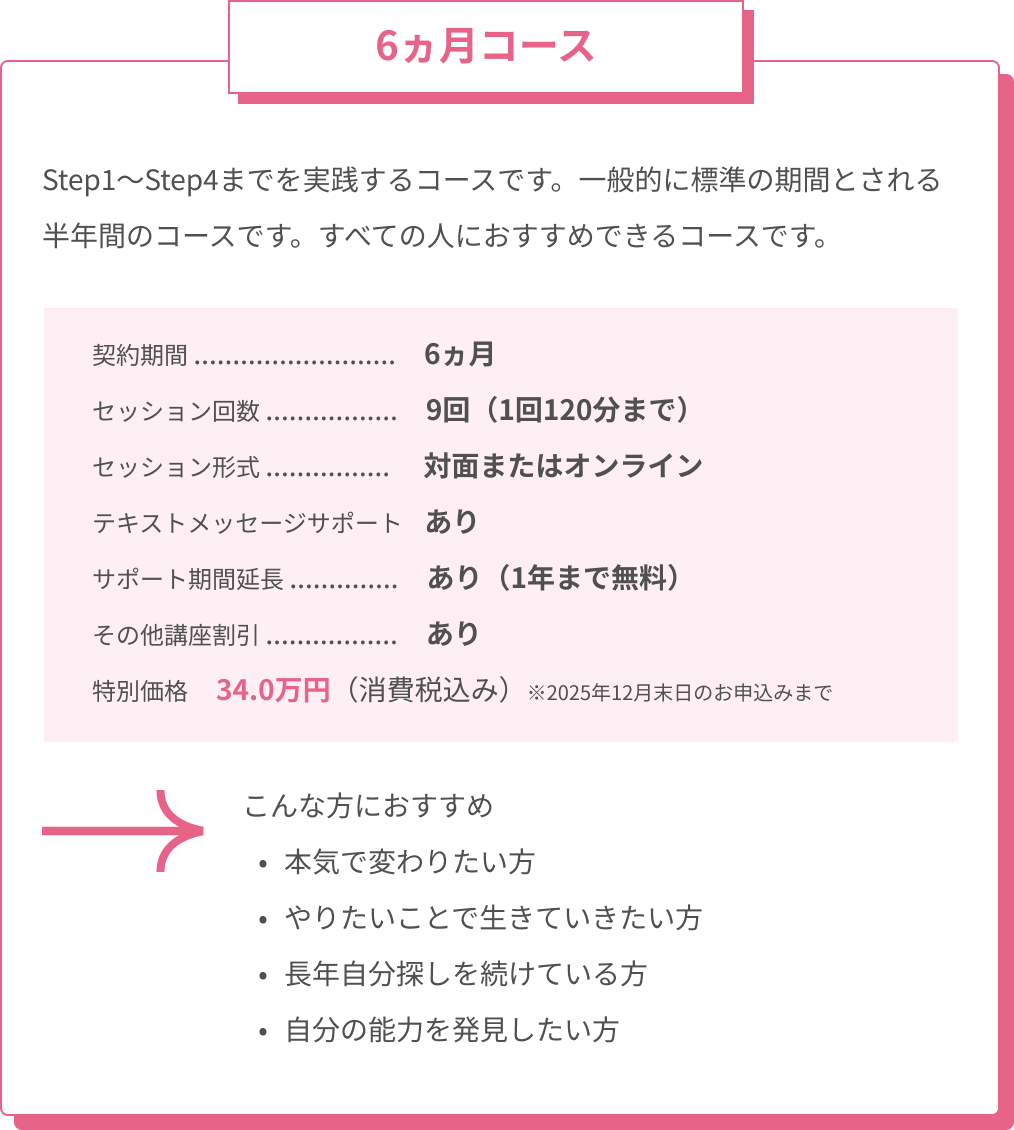 6ヵ月コース
Step1〜Step4までを実践するコースです。一般的に標準の期間とされる
半年間のコースです。すべての人におすすめできるコースです。
契約期間 .......................... 6ヵ月
セッション回数 ................. 9回（1回120分まで）
セッション形式 ................ 対面またはオンライン
テキストメッセージサポート あり
サポート期間延長 .............. あり（1年まで無料）
その他講座割引 ................. あり
特別価格 34.0万円（消費税込み）※2025年12月末日のお申込みまで
こんな方におすすめ
• 本気で変わりたい方
• やりたいことで生きていきたい方
• 長年自分探しを続けている方
• 自分の能力を発見したい方